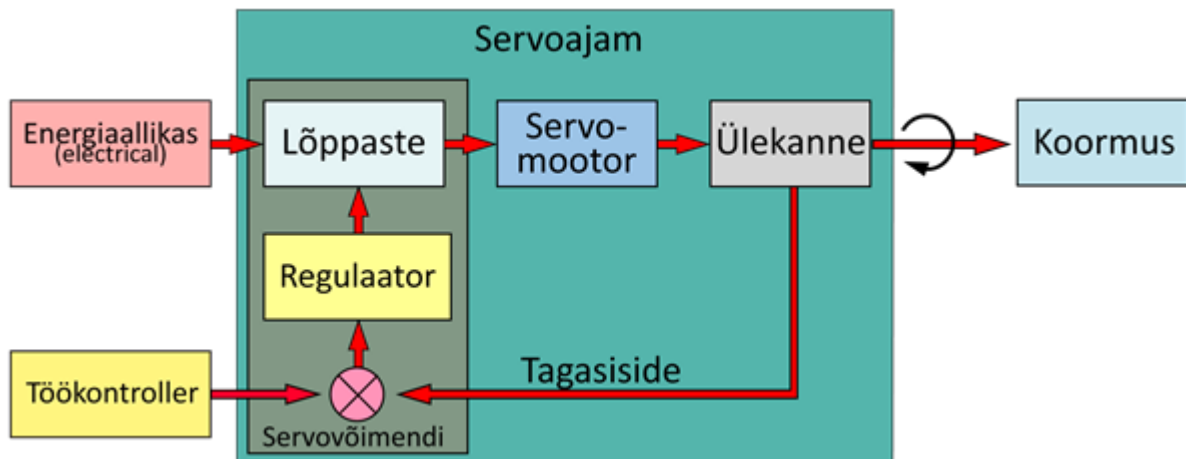 Servoajam
Energiaallikas
(electrical)
Lõppaste
Servo-
mootor
Ülekanne
Koormus
Regulaator
Töökontroller
Tagasiside
Servovõimendi